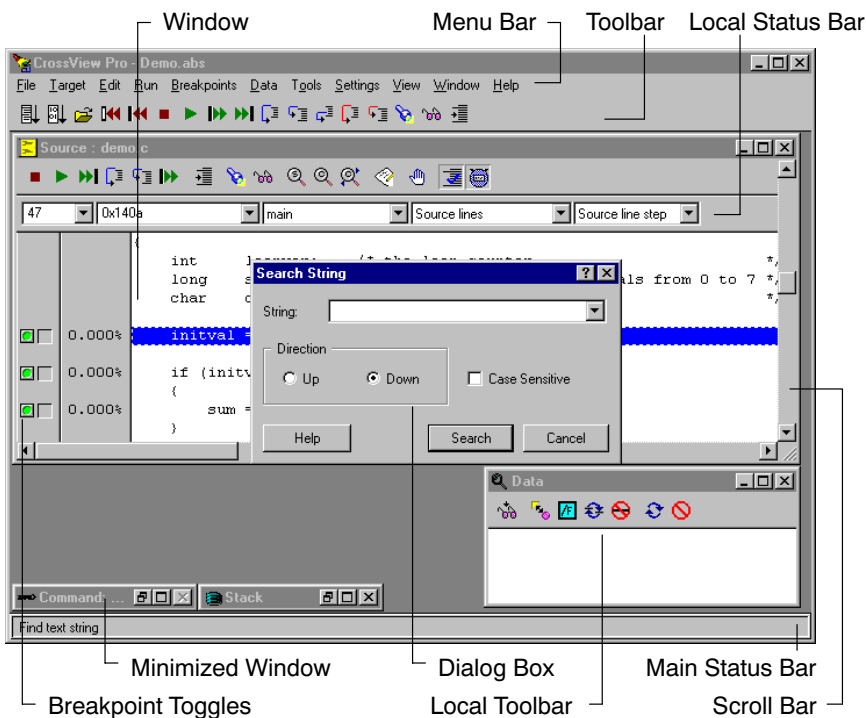 Window Menu Bar Toolbar Local Status Bar
CrossView Pro - Demo.abs
File Target Edit Run Breakpoints Data Tools Settings View Window Help
Source : demo.c
47 0x140a main Source lines Source line step
{
int /* the loop counter */
long als from 0 to 7 */
char */
0.000% initval =
0.000% if (initv
{
0.000% sum =
}
Search String
String:
Direction
Up Down Case Sensitive
Help Search Cancel
Data
Command: ... Stack
Find text string
Minimized Window Dialog Box Main Status Bar
Breakpoint Toggles Local Toolbar Scroll Bar